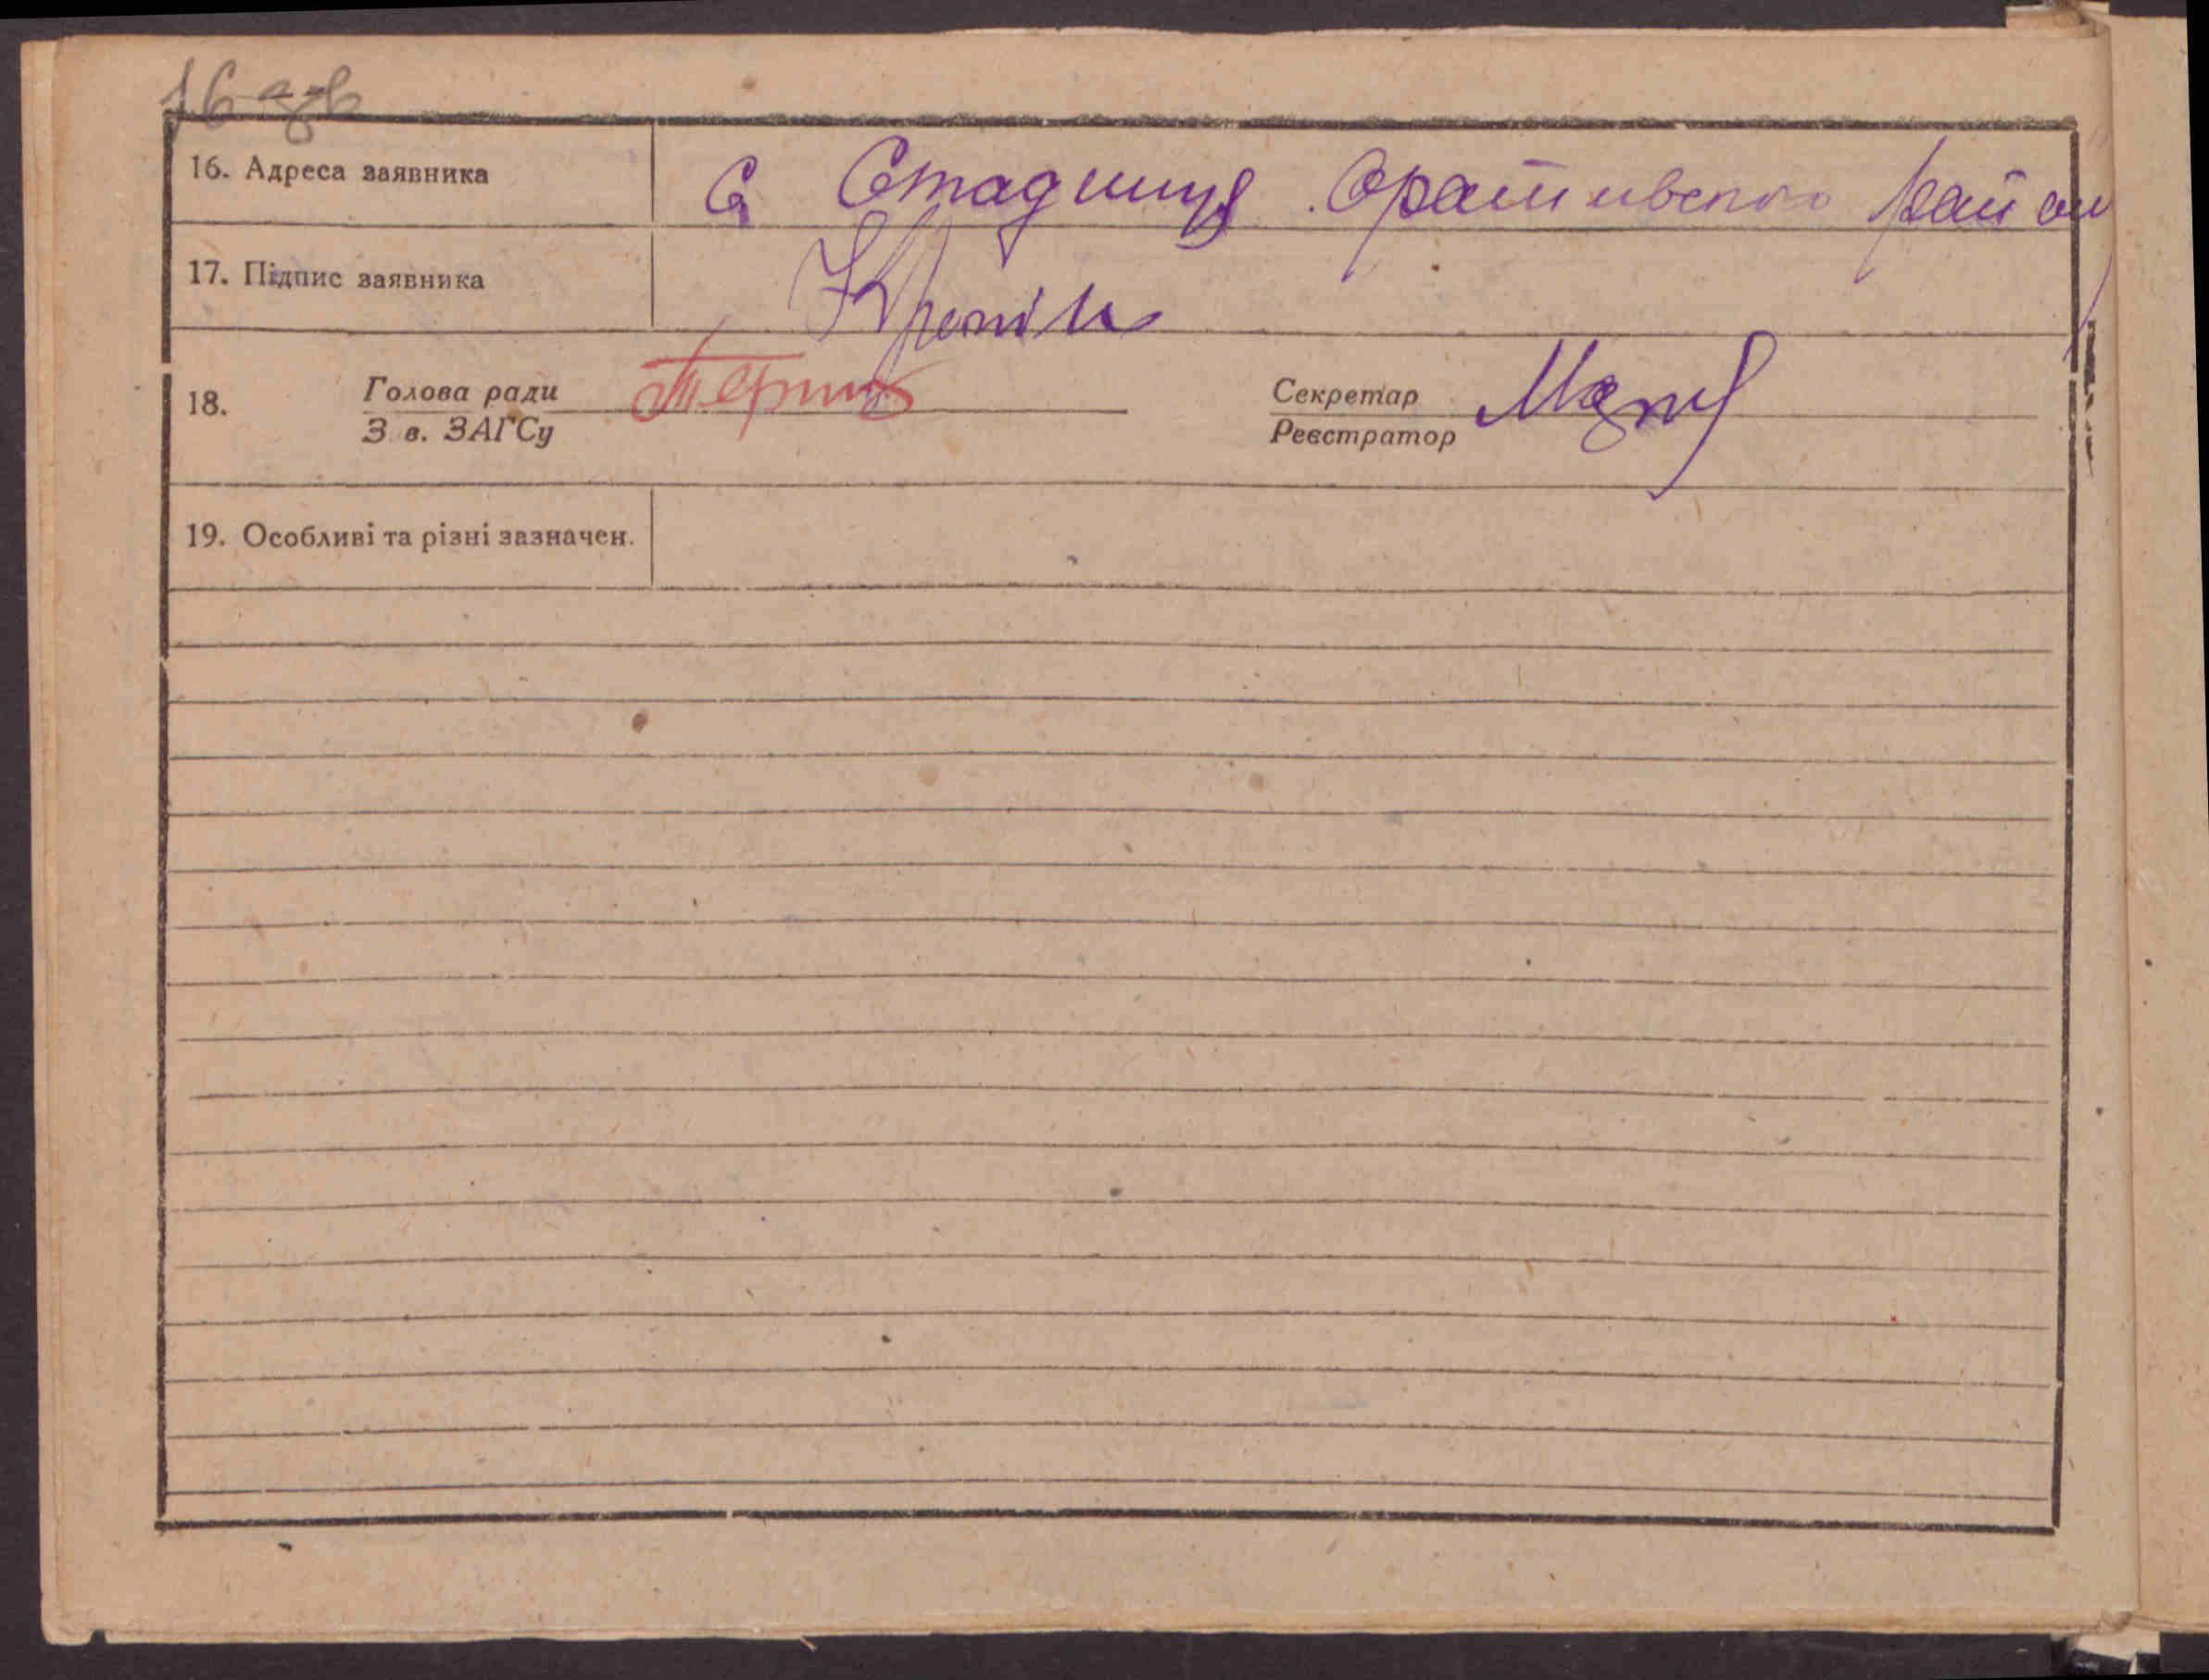 16 зв
16. Адреса заявника С Стадниця Оратівського району
17. Підпис заявника
18. Голова ради Секретар
З в. ЗАГСу Реєстратор
19. Особливі та різні зазначен.